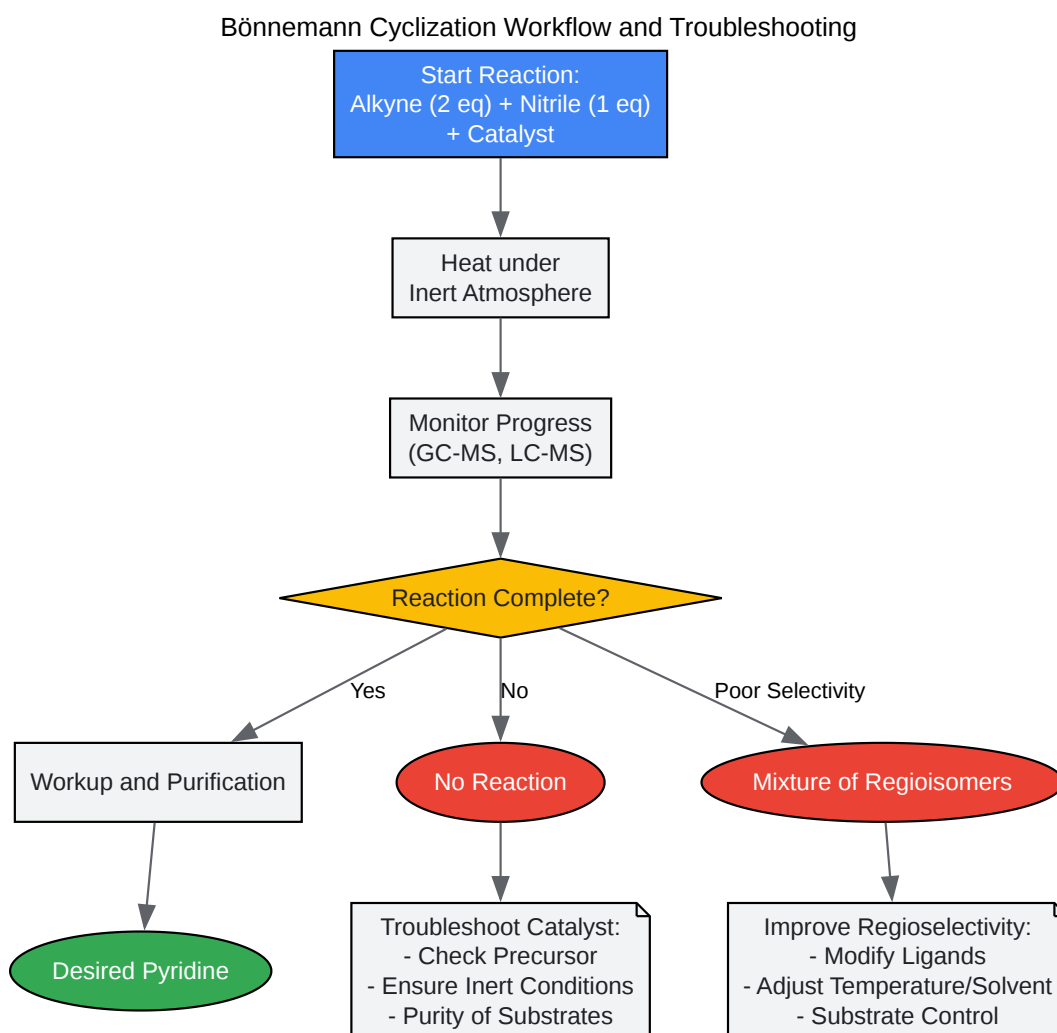 Bönnemann Cyclization Workflow and Troubleshooting
Start Reaction:
Alkyne (2 eq) + Nitrile (1 eq)
+ Catalyst
Heat under
Inert Atmosphere
Monitor Progress
(GC-MS, LC-MS)
Reaction Complete?
Yes
No
Poor Selectivity
Workup and Purification
No Reaction
Mixture of Regioisomers
Desired Pyridine
Troubleshoot Catalyst:
- Check Precursor
- Ensure Inert Conditions
- Purity of Substrates
Improve Regioselectivity:
- Modify Ligands
- Adjust Temperature/Solvent
- Substrate Control